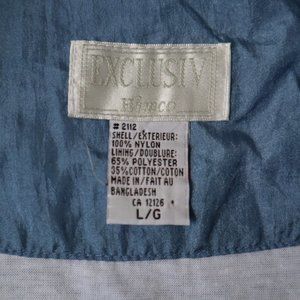 EXCLUSIV
Bimco
# 2112
SHELL/EXTERIEUR:
100% NYLON
LINING/DOUBLURE:
65% POLYESTER
35%COTTON/COTON
MADE IN/FAIT AU
BANGLADESH
CA 12126
L/G